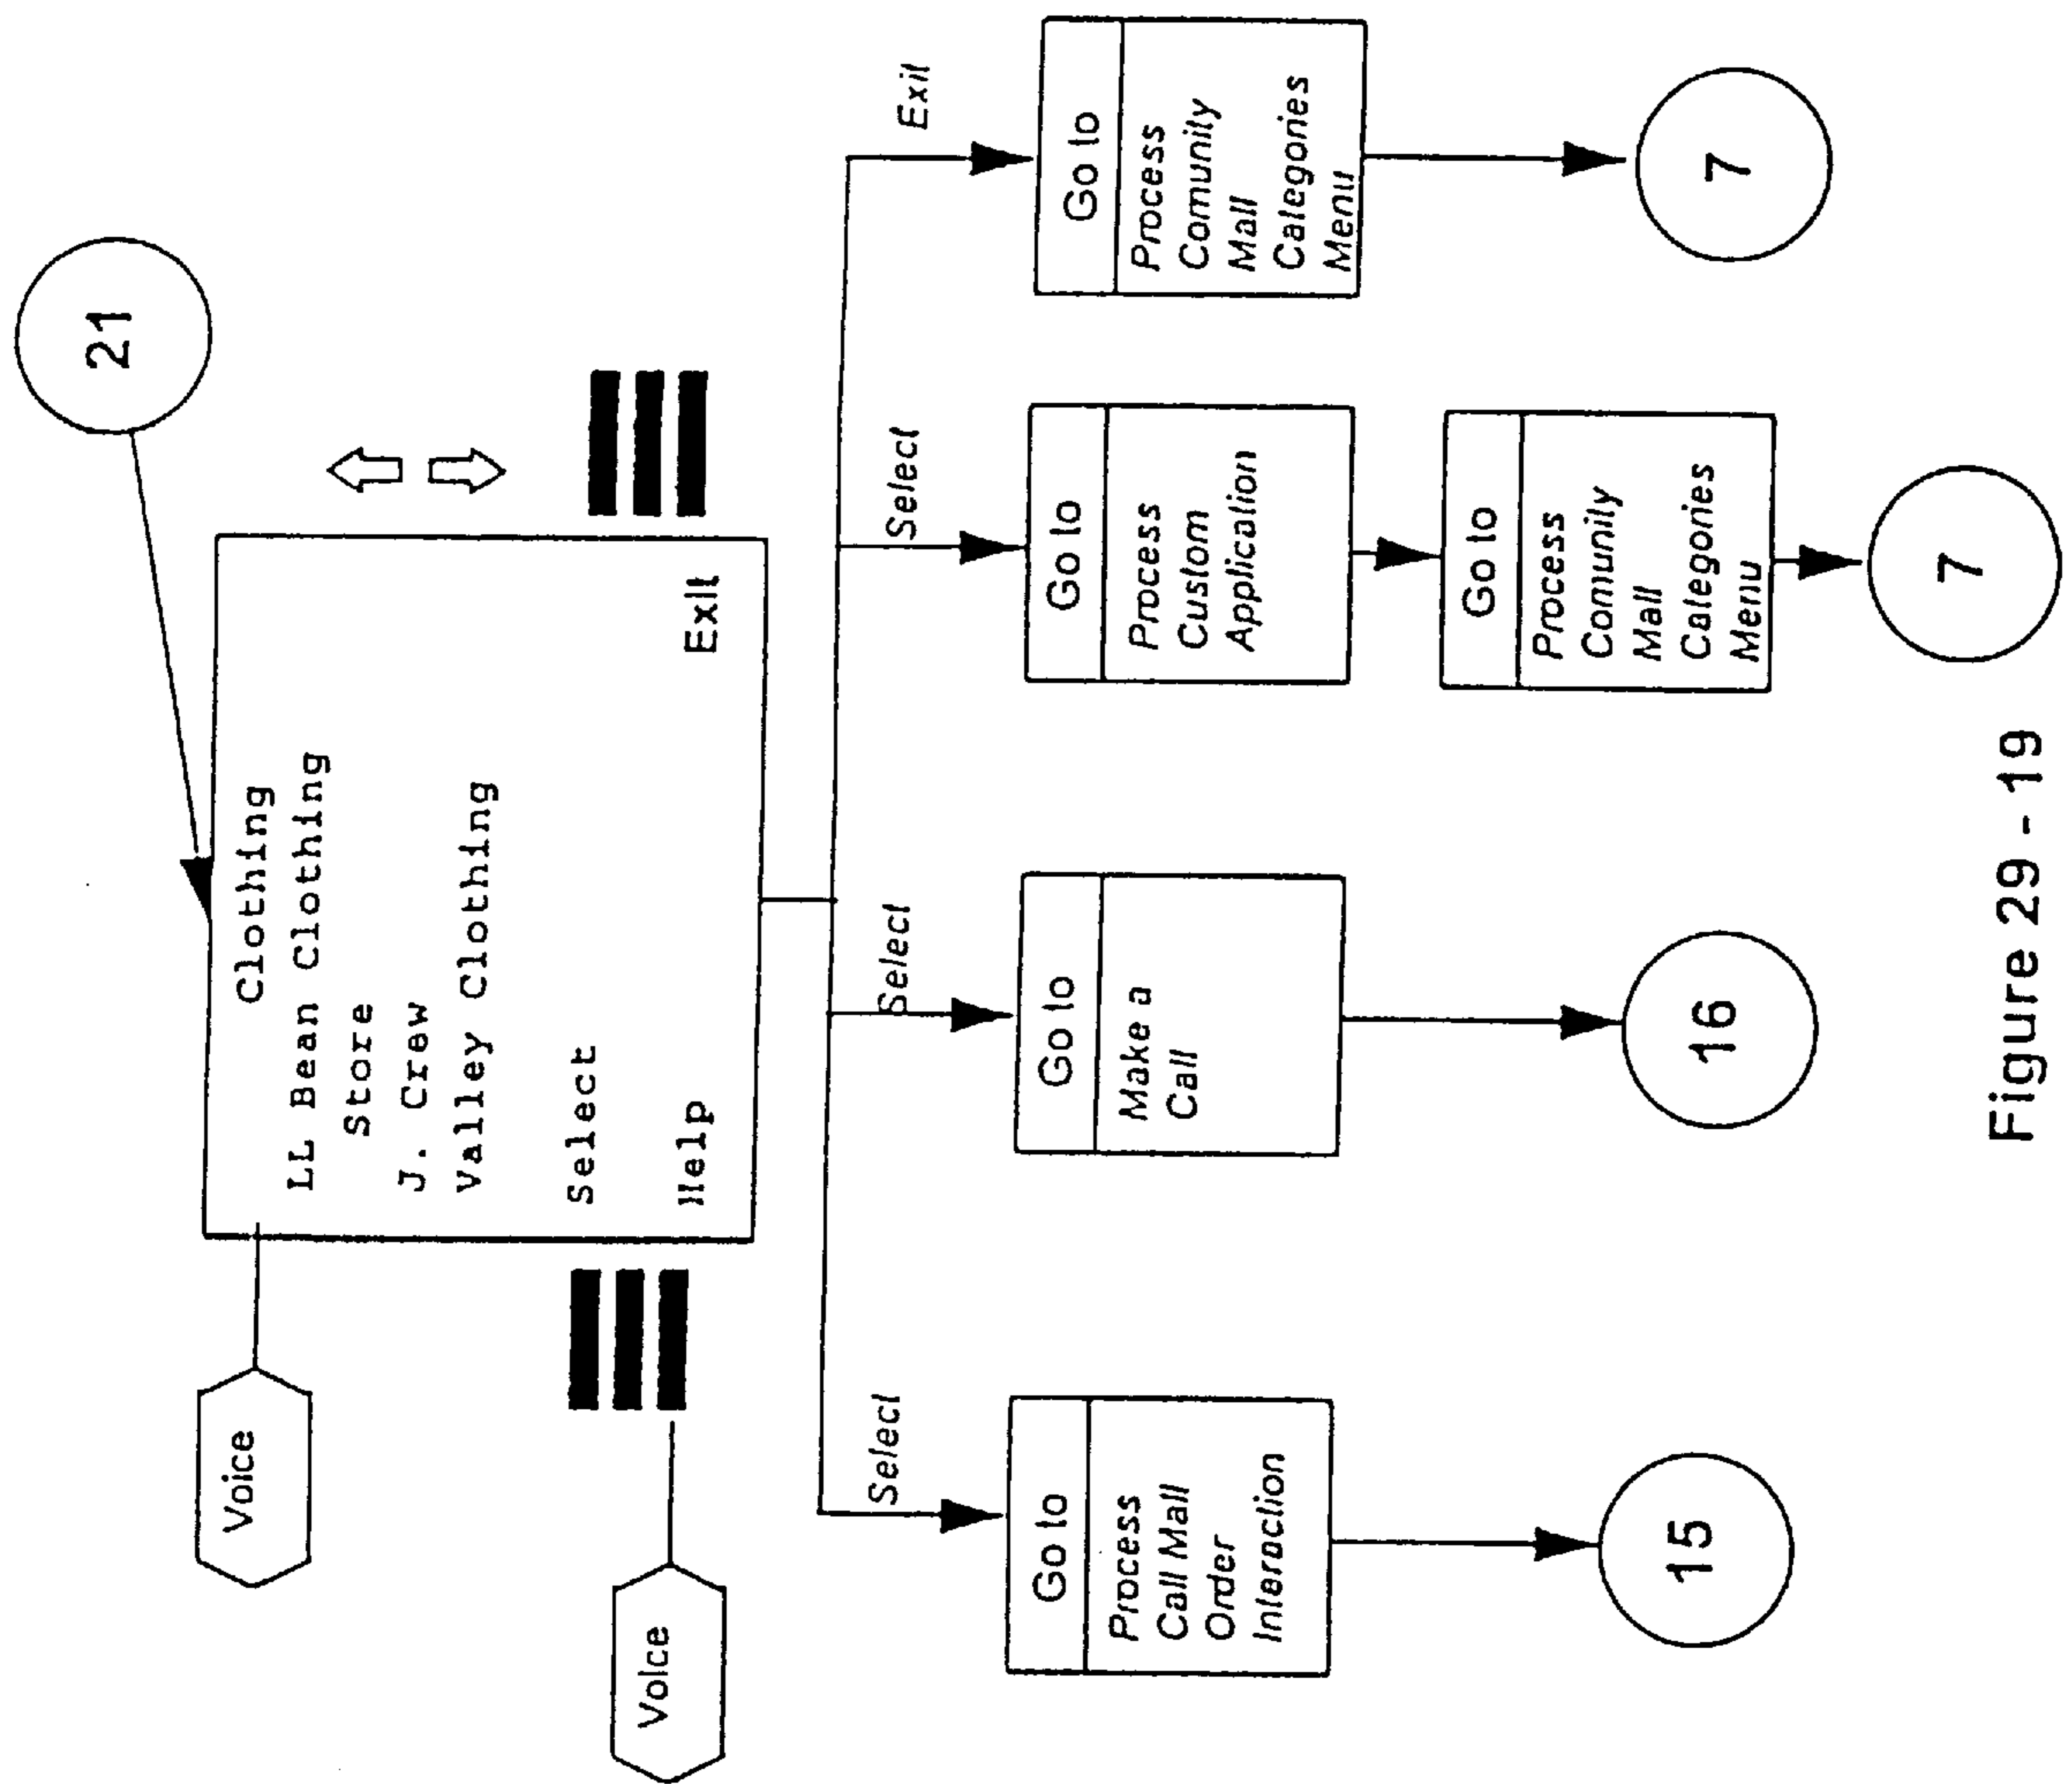 21
Voice
Clothing
LL Bean Clothing
Store
J. Crew
Valley Clothing
Select
Help
Exit
Voice
Select
Select
Select
Exit
Go to
Process
Call Mall
Order
Interaction
15
Go to
Make a
Call
16
Go to
Process
Custom
Application
Go to
Process
Comunity
Mall
Categories
Menu
7
Go to
Process
Comunity
Mall
Categories
Menu
7
Figure 29 - 19